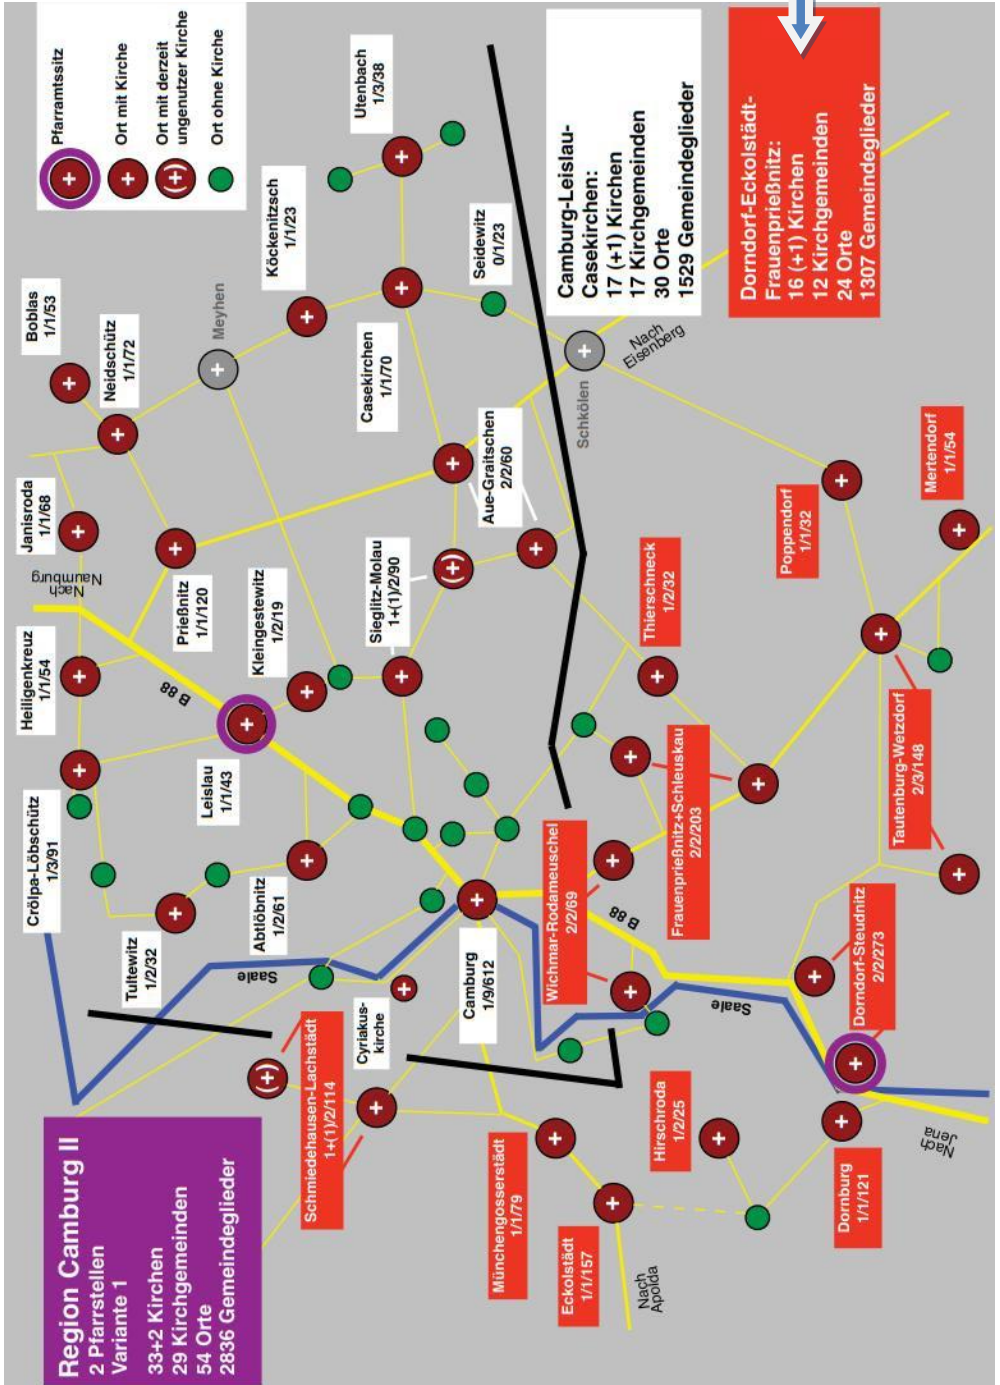 Region Camburg II
2 Pfarrstellen
Variante 1
33+2 Kirchen
29 Kirchgemeinden
54 Orte
2836 Gemeindeglieder
Crölpa-Löbschütz
1/3/91
Heiligenkreuz
1/1/54
Nach
Naumburg
Janisroda
1/1/68
Boblas
1/1/53
Neidschütz
1/1/72
Pfarramtssitz
Ort mit Kirche
Ort mit derzeit
ungenutzer Kirche
Ort ohne Kirche
Tultewitz
1/2/32
Abtlöbnitz
1/2/61
Leislau
1/1/43
B 88
Prießnitz
1/1/120
Kleingestewitz
1/2/19
Meyhen
Köckenitzsch
1/1/23
Utenbach
1/3/38
Saale
Schmiedehausen-Lachstädt
1+(1)/2/114
Cyriakus-
kirche
Sieglitz-Molau
1+(1)/2/90
Casekirchen
1/1/70
Seidewitz
0/1/23
Camburg
1/9/612
Aue-Graitschen
2/2/60
Münchengosserstädt
1/1/79
Eckolstädt
1/1/157
Nach
Apolda
Wichmar-Rodameuschel
2/2/69
B 88
Schkölen
Nach
Eisenberg
Camburg-Leislau-
Casekirchen:
17 (+1) Kirchen
17 Kirchgemeinden
30 Orte
1529 Gemeindeglieder
Hirschroda
1/2/25
Frauenprießnitz+Schleuskau
2/2/203
Thierschneck
1/2/32
Saale
Dorndorf-Eckolstädt-
Frauenprießnitz:
16 (+1) Kirchen
12 Kirchgemeinden
24 Orte
1307 Gemeindeglieder
Dornburg
1/1/121
Dorndorf-Steudnitz
2/2/273
Poppendorf
1/1/32
Tautenburg-Wetzdorf
2/3/148
Mertendorf
1/1/54
Nach
Jena